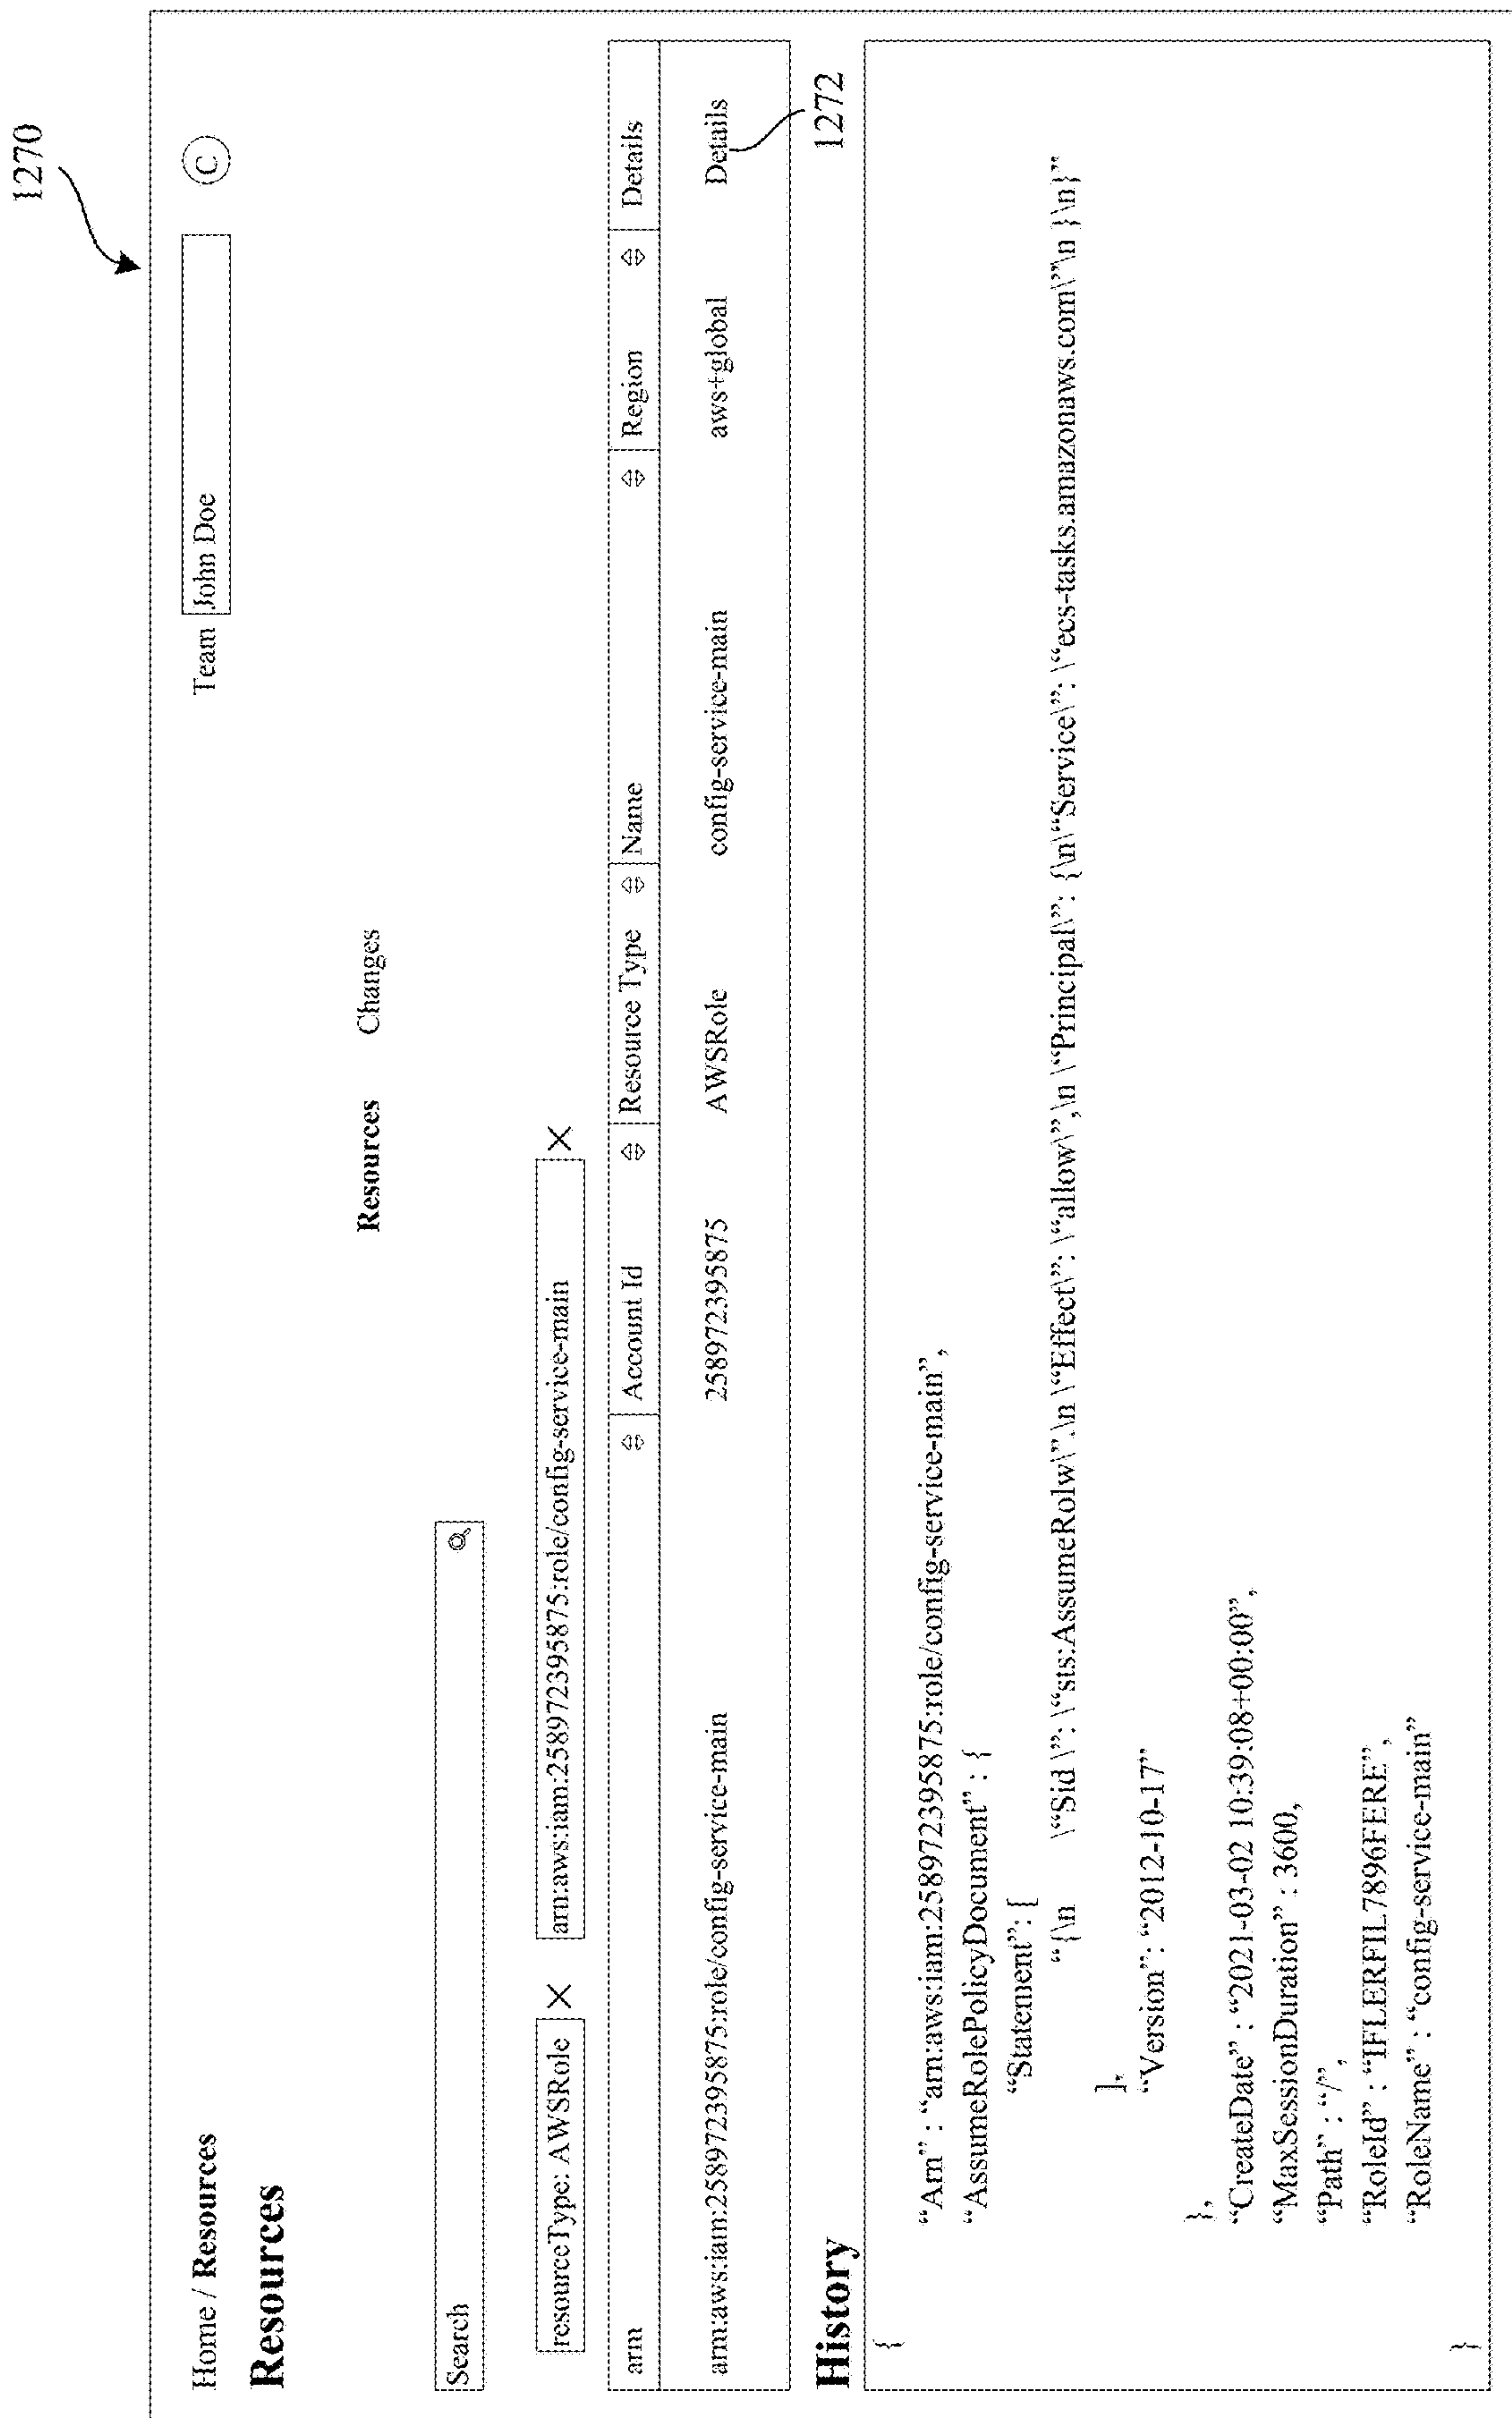 1270
Home / Resources Team John Doe C
Resources
Resources Changes
Search
resourceType: AWSRole X arn:aws:iam:258972395875:role/config-service-main X
arm Account Id Resource Type Name Region Details
arm:aws:iam:258972395875:role/config-service-main 258972395875 AWSRole config-service-main aws+global Details
1272
History
{
“Arn” : “arn:aws:iam:258972395875:role/config-service-main”,
“AssumeRolePolicyDocument” : {
“Statement”: [
“{\n \“Sid \”: \“sts:AssumeRolw\”.\n \“Effect\”: \“allow\”,\n \“Principal\”: {\n\“Service\”: \“ecs-tasks.amazonaws.com\”\n }\n}”
],
“Version”: “2012-10-17”
},
“CreateDate” : “2021-03-02 10:39:08+00:00”,
“MaxSessionDuration” : 3600,
“Path” : “/”,
“RoleId” : “IFLERFIL7896FERE”,
“RoleName” : “config-service-main”
}